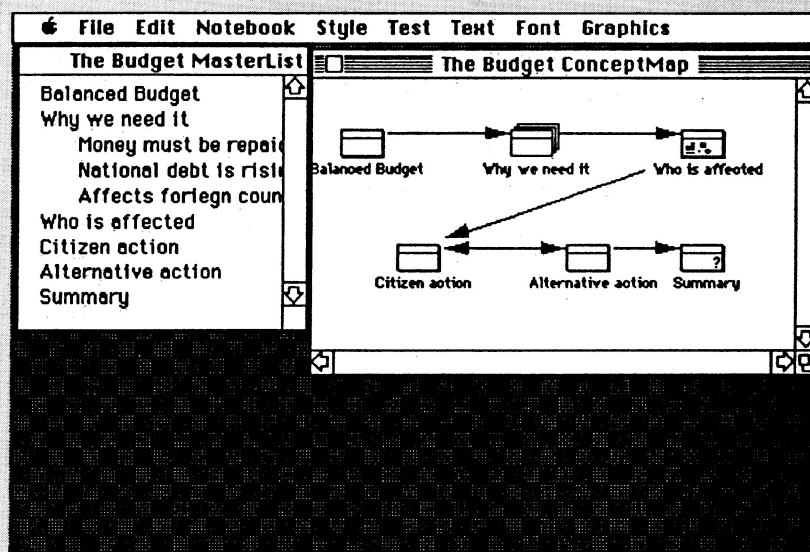 File Edit Notebook Style Test Text Font Graphics
The Budget MasterList
Balanced Budget
Why we need it
Money must be repaid
National debt is risi
Affects foriegn coun
Who is affected
Citizen action
Alternative action
Summary
The Budget ConceptMap
Balanced Budget
Why we need it
Who is affected
Citizen action
Alternative action
Summary
?